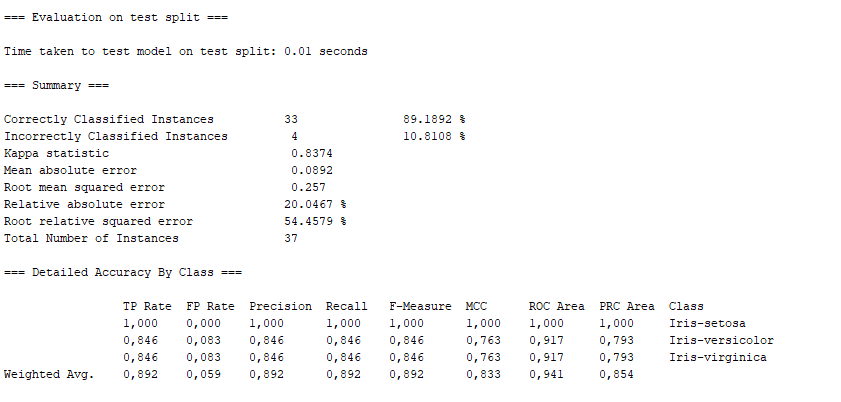 === Evaluation on test split ===
Time taken to test model on test split: 0.01 seconds
=== Summary ===
Correctly Classified Instances 33 89.1892 %
Incorrectly Classified Instances 4 10.8108 %
Kappa statistic 0.8374
Mean absolute error 0.0892
Root mean squared error 0.257
Relative absolute error 20.0467 %
Root relative squared error 54.4579 %
Total Number of Instances 37
=== Detailed Accuracy By Class ===
TP Rate FP Rate Precision Recall F-Measure MCC ROC Area PRC Area Class
1,000 0,000 1,000 1,000 1,000 1,000 1,000 1,000 Iris-setosa
0,846 0,083 0,846 0,846 0,846 0,763 0,917 0,793 Iris-versicolor
0,846 0,083 0,846 0,846 0,846 0,763 0,917 0,793 Iris-virginica
Weighted Avg. 0,892 0,059 0,892 0,892 0,892 0,833 0,941 0,854